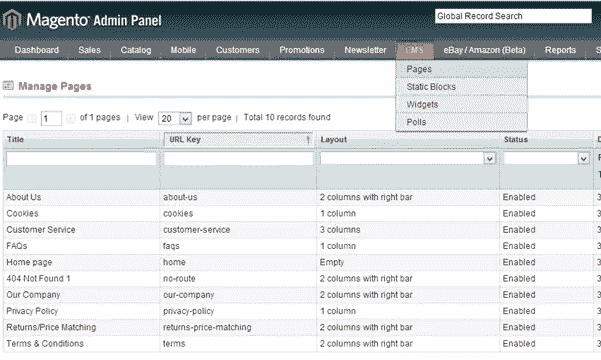 Magento Admin Panel
Global Record Search
Dashboard Sales Catalog Mobile Customers Promotions Newsletter CMS eBay / Amazon (Beta) Reports S
Pages
Static Blocks
Widgets
Polls
Manage Pages
Page 1 of 1 pages | View 20 per page | Total 10 records found
Title URL Key Layout Status D
About Us about-us 2 columns with right bar Enabled 3
Cookies cookies 1 column Enabled 3
Customer Service customer-service 3 columns Enabled 3
FAQs faqs 1 column Enabled 3
Home page home Empty Enabled 3
404 Not Found 1 no-route 2 columns with right bar Enabled 3
Our Company our-company 2 columns with right bar Enabled 3
Privacy Policy privacy-policy 1 column Enabled 3
Returns/Price Matching returns-price-matching 2 columns with right bar Enabled 3
Terms & Conditions terms 2 columns with right bar Enabled 3